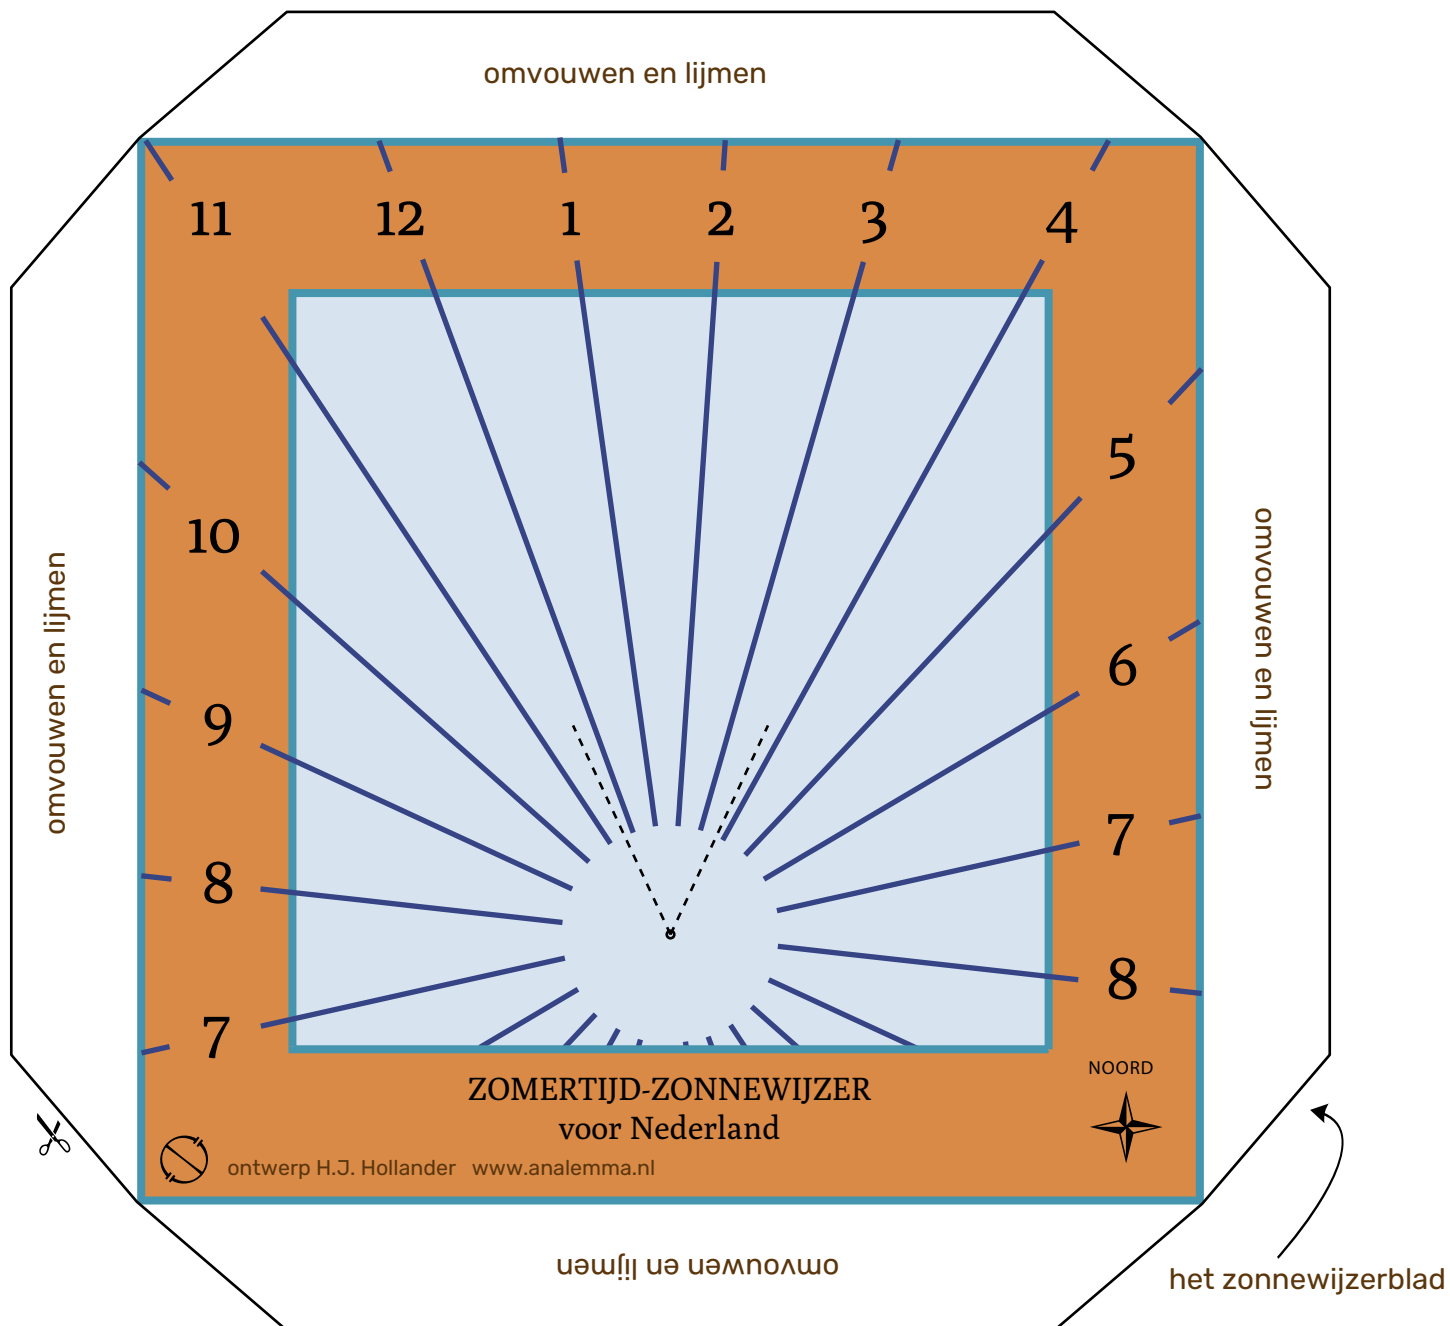 omvouwen en lijmen
11 12 1 2 3 4
5
10
6
9
7
8
8
7
omvouwen en lijmen
omvouwen en lijmen
NOORD
ZOMERTIJD-ZONNEWIJZER
voor Nederland
ontwerp H.J. Hollander www.analemma.nl
omvouwen en lijmen
het zonnewijzerblad